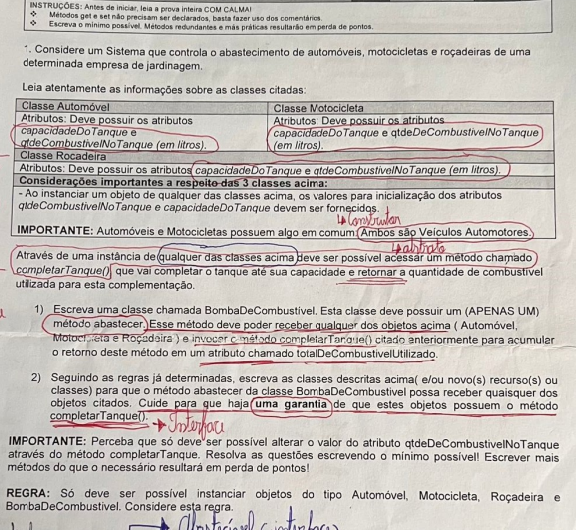 INSTRUÇÕES: Antes de iniciar, leia a prova inteira COM CALMA!
❖ Métodos get e set não precisam ser declarados, basta fazer uso dos comentários.
❖ Escreva o mínimo possível. Métodos redundantes e más práticas resultarão em perda de pontos.
1. Considere um Sistema que controla o abastecimento de automóveis, motocicletas e roçadeiras de uma
determinada empresa de jardinagem.
Leia atentamente as informações sobre as classes citadas:
Classe Automóvel
Atributos: Deve possuir os atributos
capacidadeDoTanque e
qtdeDeCombustivelNoTanque (em litros).
Classe Motocicleta
Atributos: Deve possuir os atributos
capacidadeDoTanque e qtdeDeCombustivelNoTanque
(em litros).
Classe Rocadeira
Atributos: Deve possuir os atributos capacidadeDoTanque e qtdeDeCombustivelNoTanque (em litros).
Considerações importantes a respeito das 3 classes acima:
- Ao instanciar um objeto de qualquer das classes acima, os valores para inicialização dos atributos
qtdeCombustivelNoTanque e capacidadeDoTanque devem ser fornecidos.
↳ Construtor
IMPORTANTE: Automóveis e Motocicletas possuem algo em comum. Ambos são Veículos Automotores.
↳ abstrata
Através de uma instância de qualquer das classes acima deve ser possível acessar um método chamado
completarTanque() que vai completar o tanque até sua capacidade e retornar a quantidade de combustível
utilizada para esta complementação.
1) Escreva uma classe chamada BombaDeCombustível. Esta classe deve possuir um (APENAS UM)
método abastecer. Esse método deve poder receber qualquer dos objetos acima ( Automóvel,
Motocicleta e Roçadeira ) e invocar o método completarTanque() citado anteriormente para acumular
o retorno deste método em um atributo chamado totalDeCombustivelUtilizado.
2) Seguindo as regras já determinadas, escreva as classes descritas acima( e/ou novo(s) recurso(s) ou
classes) para que o método abastecer da classe BombaDeCombustivel possa receber quaisquer dos
objetos citados. Cuide para que haja uma garantia de que estes objetos possuem o método
completarTanque().
→ Interface
IMPORTANTE: Perceba que só deve ser possível alterar o valor do atributo qtdeDeCombustivelNoTanque
através do método completarTanque. Resolva as questões escrevendo o mínimo possível! Escrever mais
métodos do que o necessário resultará em perda de pontos!
REGRA: Só deve ser possível instanciar objetos do tipo Automóvel, Motocicleta, Roçadeira e
BombaDeCombustivel. Considere esta regra.